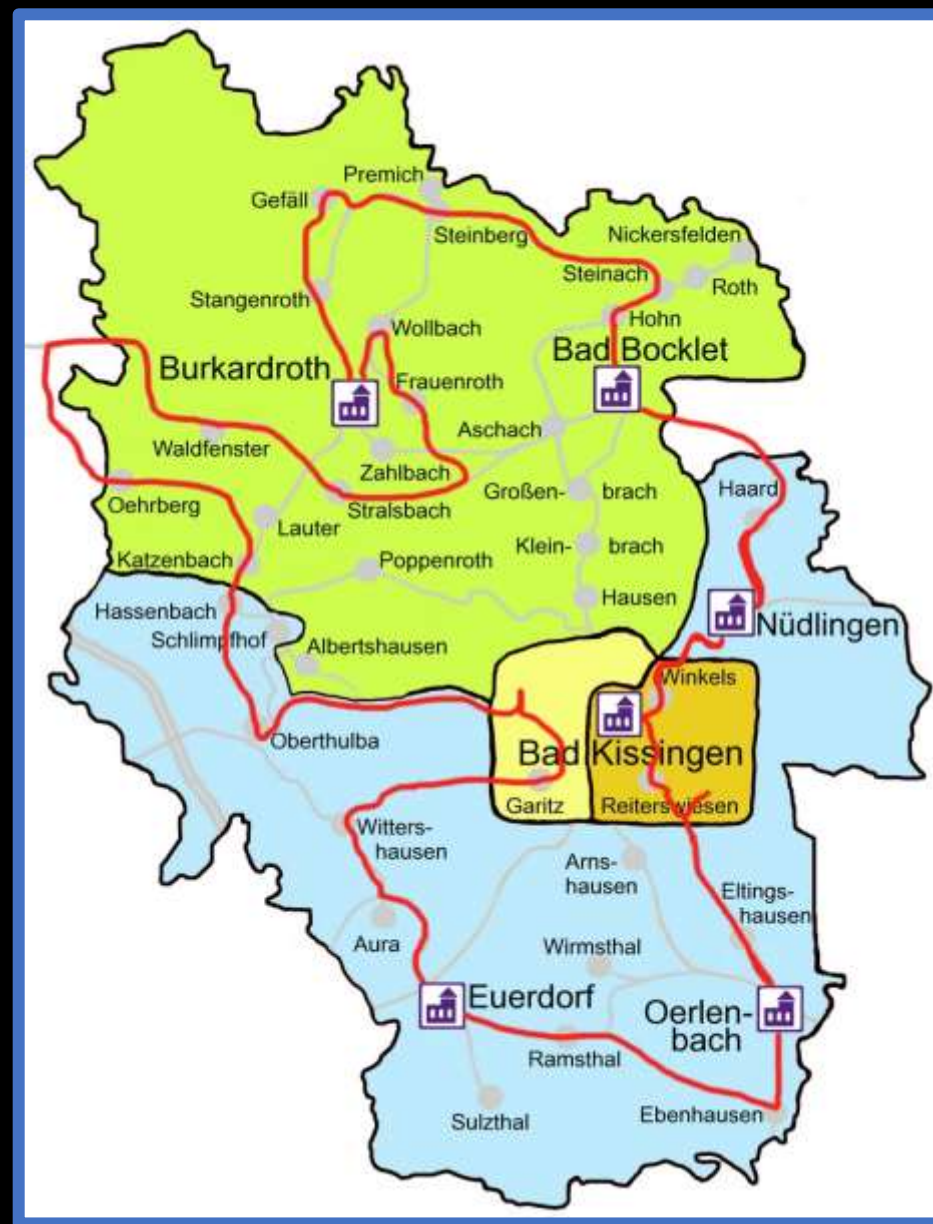 Premich
Gefäll
Steinberg
Nickersfelden
Steinach
Roth
Stangenroth
Hohn
Wollbach
Bad Bocklet
Burkardroth
Frauenroth
Aschach
Waldfenster
Zahlbach
Haard
Oehrberg
Stralsbach
Großen- brach
Lauter
Klein- brach
Katzenbach
Poppenroth
Hausen
Hassenbach
Nüdlingen
Schlimpfhof
Albertshausen
Winkels
Oberthulba
Bad Kissingen
Garitz
Reiterswiesen
Witters-
hausen
Arns-
hausen
Eltings-
hausen
Aura
Wirmsthal
Euerdorf
Oerlen-
bach
Ramsthal
Ebenhausen
Sulzthal